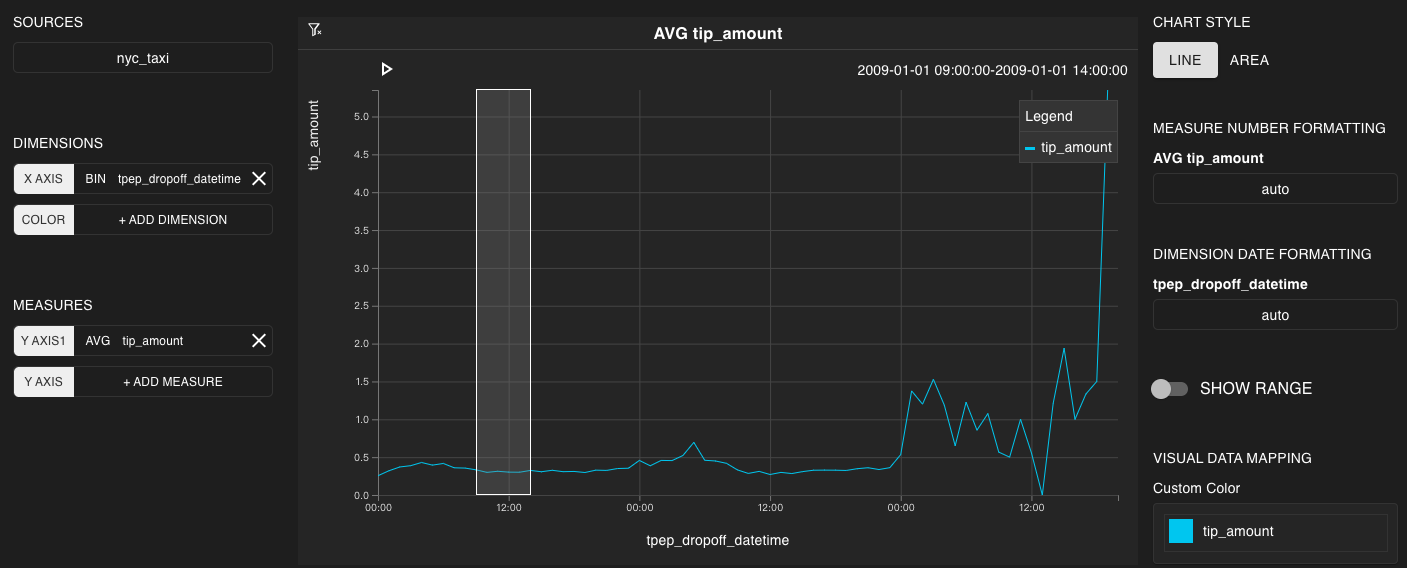 SOURCES
nyc_taxi
DIMENSIONS
X AXIS BIN tpep_dropoff_datetime
COLOR + ADD DIMENSION
MEASURES
Y AXIS1 AVG tip_amount
Y AXIS + ADD MEASURE
AVG tip_amount
2009-01-01 09:00:00-2009-01-01 14:00:00
tip_amount
5.0
4.5
4.0
3.5
3.0
2.5
2.0
1.5
1.0
0.5
0.0
00:00 12:00 00:00 12:00 00:00 12:00
tpep_dropoff_datetime
Legend
tip_amount
CHART STYLE
LINE AREA
MEASURE NUMBER FORMATTING
AVG tip_amount
auto
DIMENSION DATE FORMATTING
tpep_dropoff_datetime
auto
SHOW RANGE
VISUAL DATA MAPPING
Custom Color
tip_amount